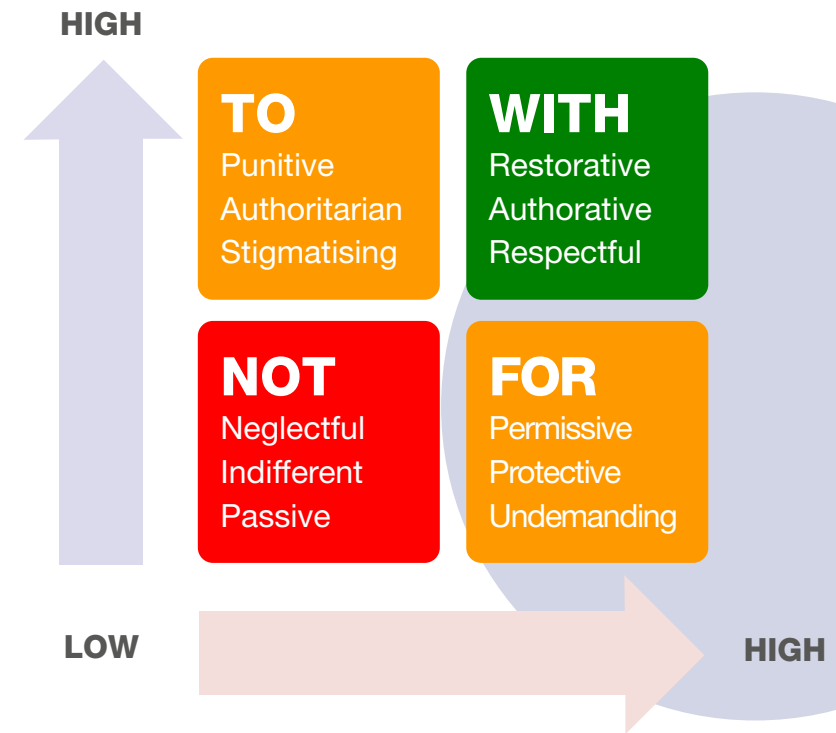 HIGH
TO
Punitive
Authoritarian
Stigmatising
WITH
Restorative
Authorative
Respectful
NOT
Neglectful
Indifferent
Passive
FOR
Permissive
Protective
Undemanding
LOW
HIGH